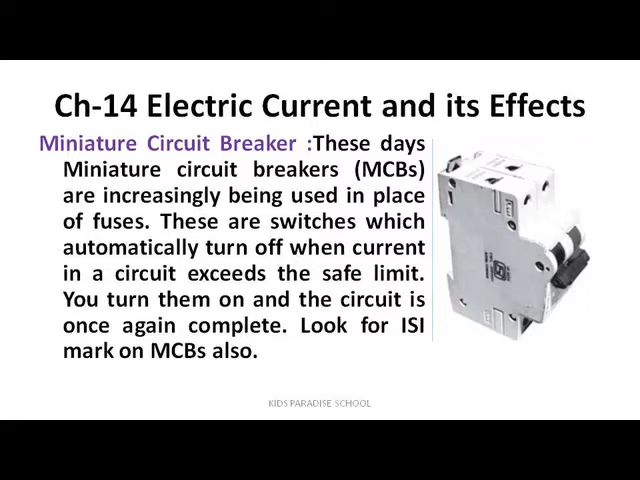 Ch-14 Electric Current and its Effects
Miniature Circuit Breaker :These days
Miniature circuit breakers (MCBs)
are increasingly being used in place
of fuses. These are switches which
automatically turn off when current
in a circuit exceeds the safe limit.
You turn them on and the circuit is
once again complete. Look for ISI
mark on MCBs also.
KIDS PARADISE SCHOOL